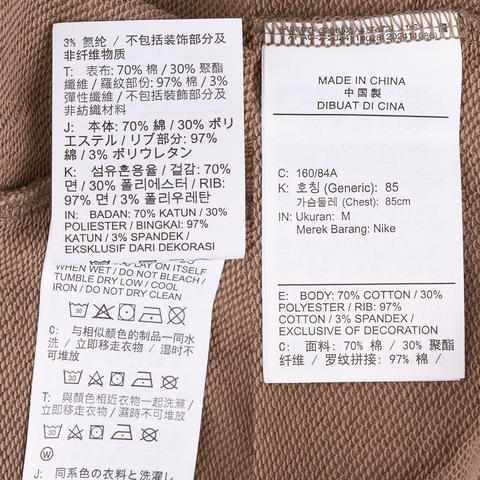 3% 氨纶 / 不包括装饰部分及
非纤维物质
T: 表布: 70% 棉 / 30% 聚酯
纖維 / 羅紋部份: 97% 棉 / 3%
彈性纖維 / 不包括裝飾部分及
非紡織材料
J: 本体: 70% 綿 / 30% ポリ
エステル / リブ部分: 97%
綿 / 3% ポリウレタン
K: 섬유혼용율 / 겉감: 70%
면 / 30% 폴리에스터 / RIB:
97% 면 / 3% 폴리우레탄
IN: BADAN: 70% KATUN / 30%
POLIESTER / BINGKAI: 97%
KATUN / 3% SPANDEK /
EKSKLUSIF DARI DEKORASI
WHEN WET / DO NOT BLEACH /
TUMBLE DRY LOW / COOL
IRON / DO NOT DRY CLEAN
C: 与相似颜色的制品一同水
洗 / 立即移走衣物 / 湿时不
可堆放
T: 與顏色相近衣物一起洗滌 /
立即移走衣物 / 濕時不可堆放
W
J: 同系色の衣料と洗濯し
MADE IN CHINA
中国製
DIBUAT DI CINA
C: 160/84A
K: 호칭 (Generic): 85
가슴둘레 (Chest): 85cm
IN: Ukuran: M
Merek Barang: Nike
E: BODY: 70% COTTON / 30%
POLYESTER / RIB: 97%
COTTON / 3% SPANDEX /
EXCLUSIVE OF DECORATION
C: 面料: 70% 棉 / 30% 聚酯
纤维 / 罗纹拼接: 97% 棉 /